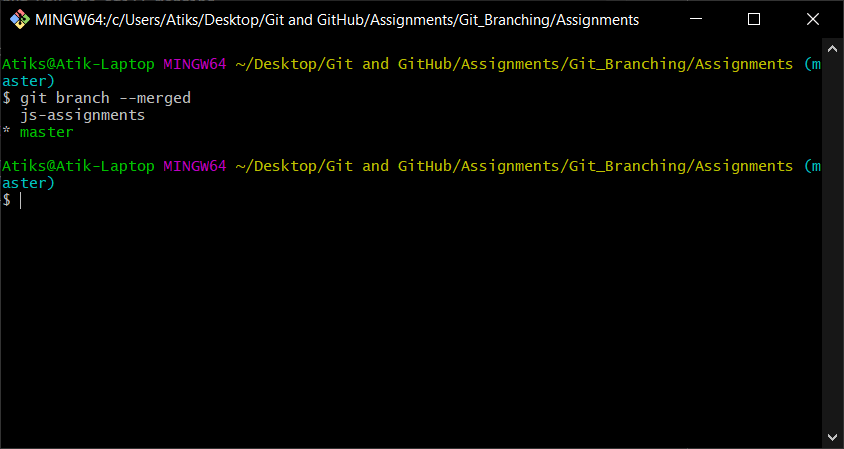 MINGW64:/c/Users/Atiks/Desktop/Git and GitHub/Assignments/Git_Branching/Assignments
Atiks@Atik-Laptop MINGW64 ~/Desktop/Git and GitHub/Assignments/Git_Branching/Assignments (m
aster)
$ git branch --merged
  js-assignments
* master
Atiks@Atik-Laptop MINGW64 ~/Desktop/Git and GitHub/Assignments/Git_Branching/Assignments (m
aster)
$